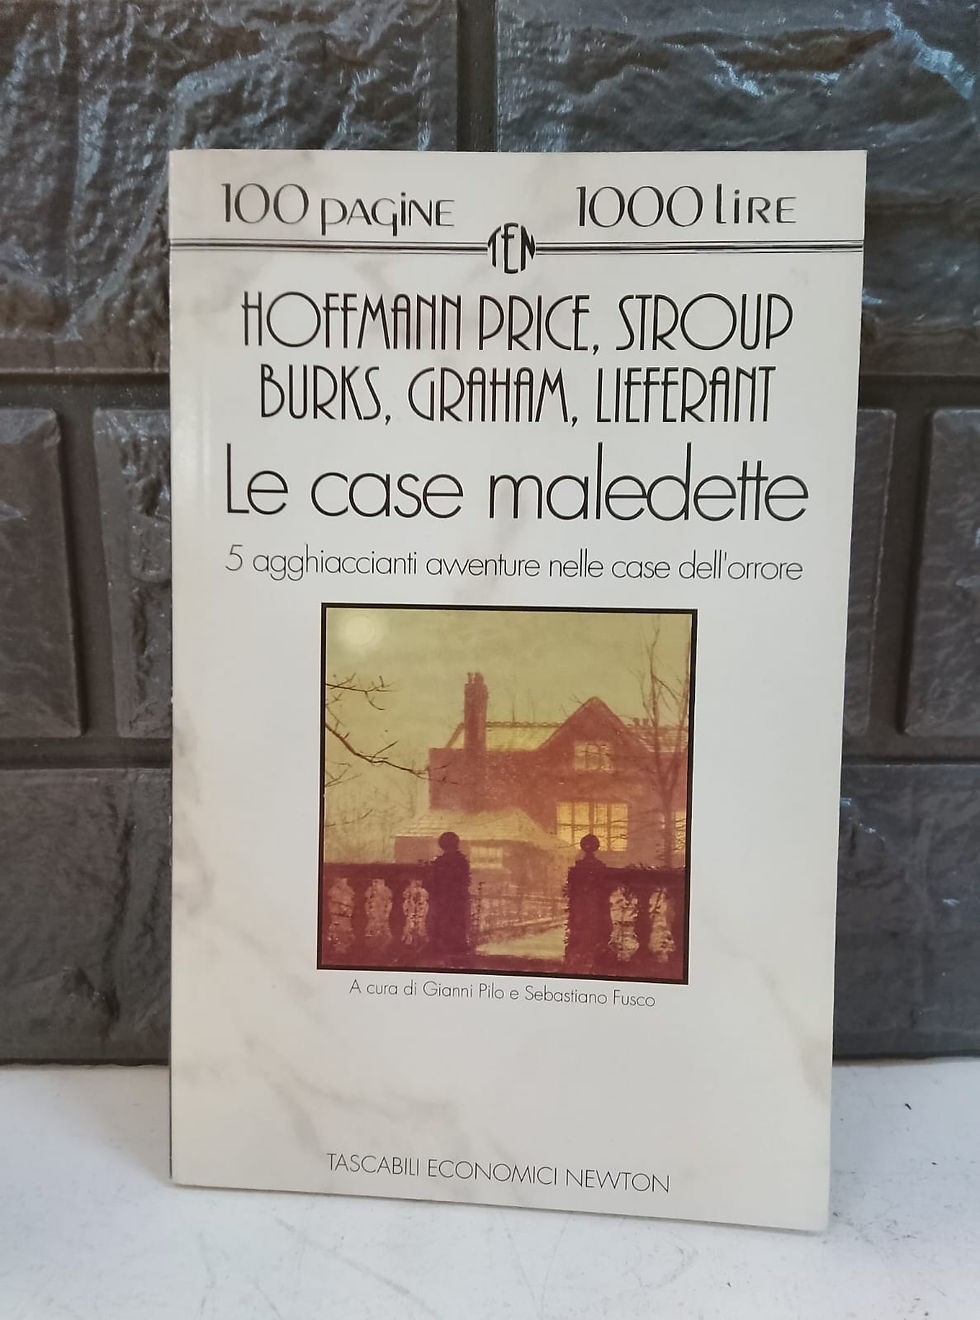 100 pagine 1000 lire
TEN
HOFFMANN PRICE, STROUP
BURKS, GRAHAM, LIEFERANT
Le case maledette
5 agghiaccianti avventure nelle case dell'orrore
A cura di Gianni Pilo e Sebastiano Fusco
TASCABILI ECONOMICI NEWTON